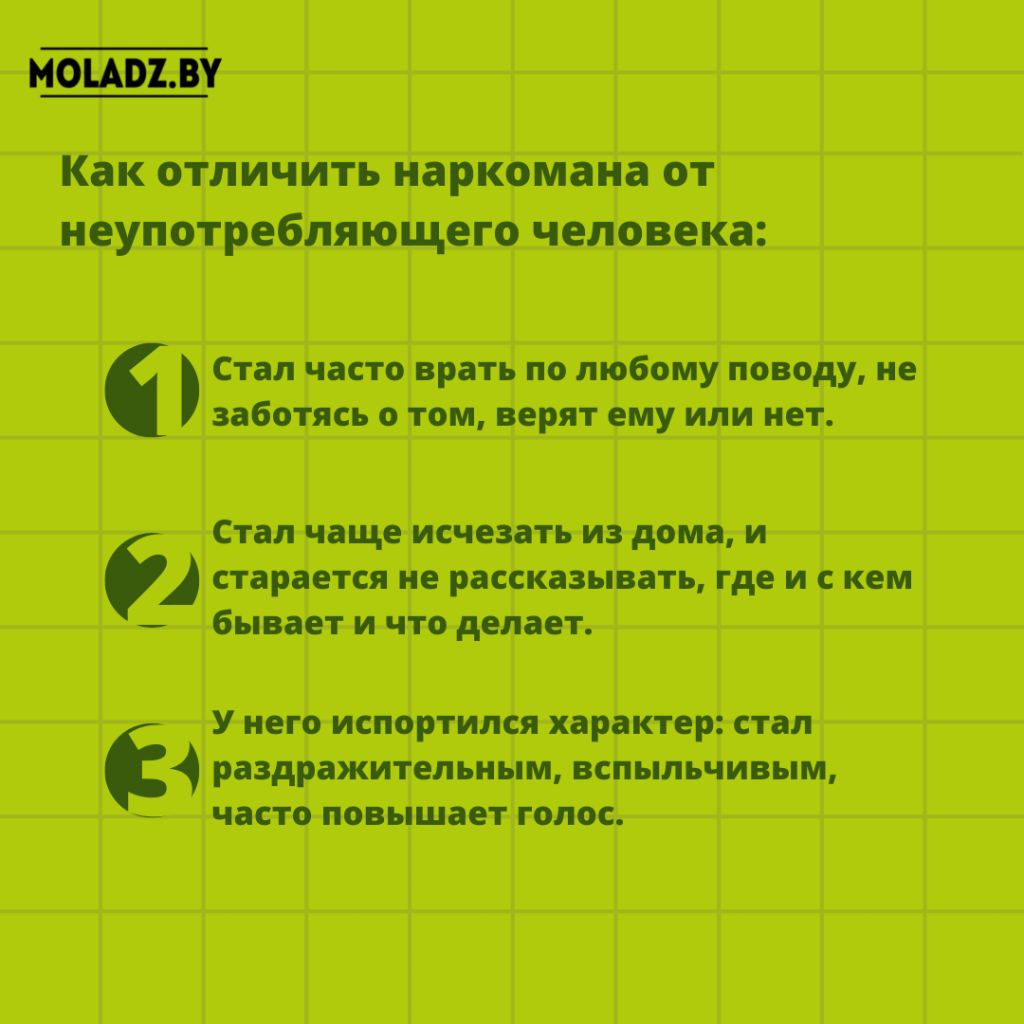 MOLADZ.BY
Как отличить наркомана от
неупотребляющего человека:
1
Стал часто врать по любому поводу, не
заботясь о том, верят ему или нет.
2
Стал чаще исчезать из дома, и
старается не рассказывать, где и с кем
бывает и что делает.
3
У него испортился характер: стал
раздражительным, вспыльчивым,
часто повышает голос.